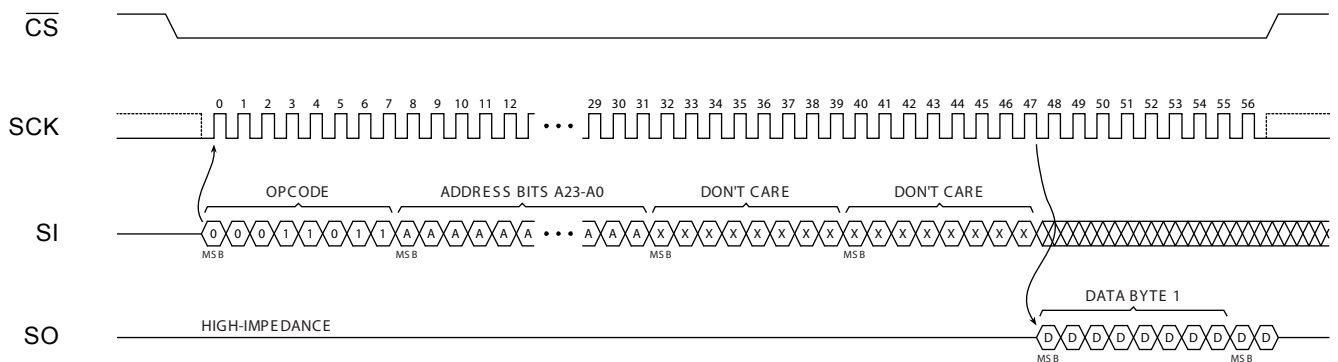 CS
SCK
0 1 2 3 4 5 6 7 8 9 10 11 12 29 30 31 32 33 34 35 36 37 38 39 40 41 42 43 44 45 46 47 48 49 50 51 52 53 54 55 56
OPCODE ADDRESS BITS A23-A0 DON'T CARE DON'T CARE
SI
0 0 0 1 1 0 1 1 A A A A A A A A A X X X X X X X X X X X X X X X X
MSB MSB MSB MSB
DATA BYTE 1
SO
HIGH-IMPEDANCE
D D D D D D D D D D
MSB MSB